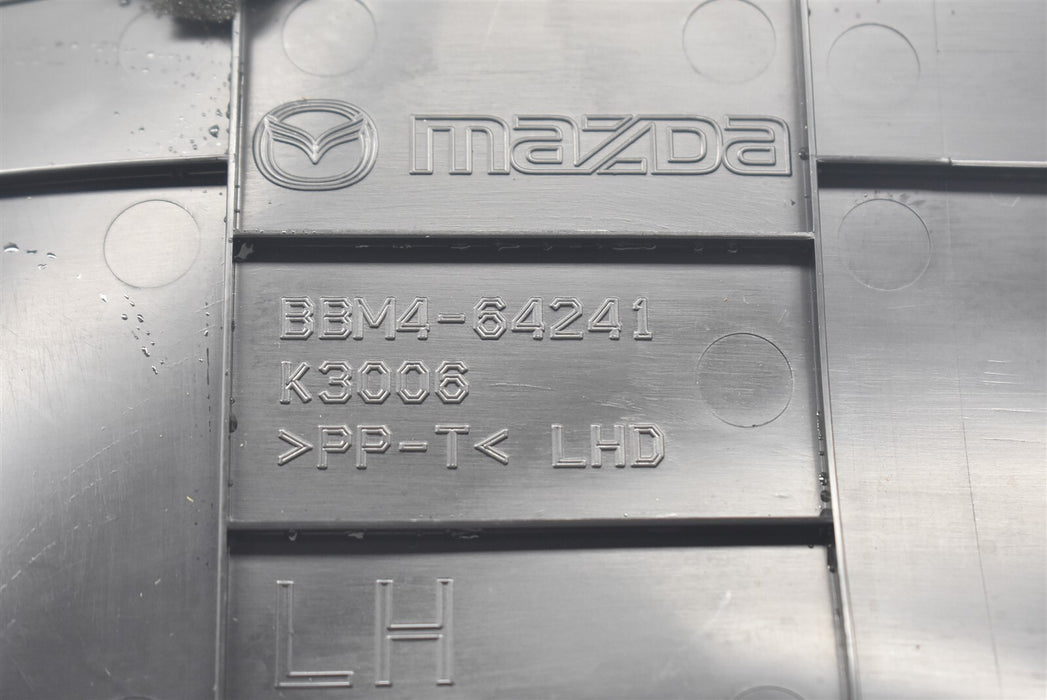 mazda
BBM4-64241
K3006
>PP-T< LHD
LH